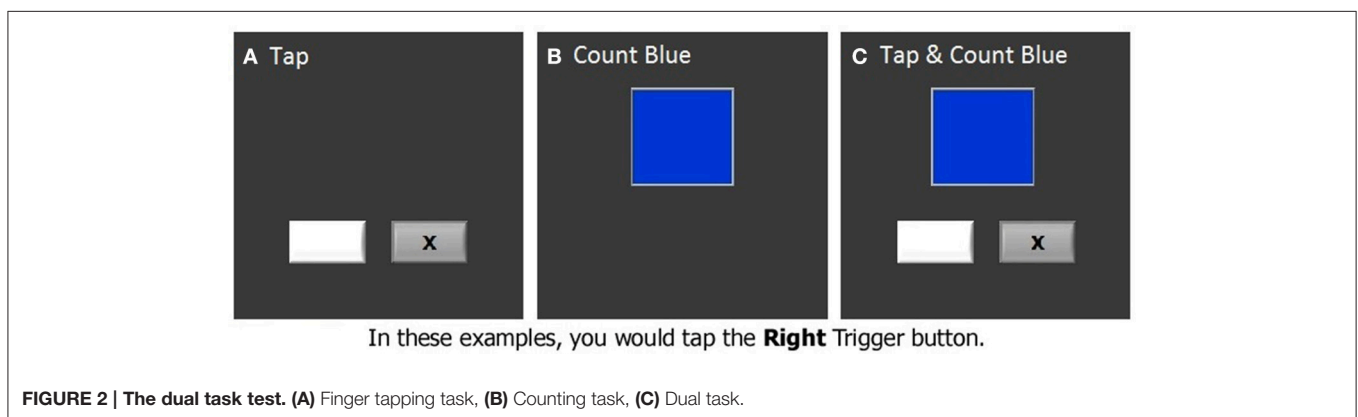 A Tap
X
B Count Blue
C Tap & Count Blue
X
In these examples, you would tap the Right Trigger button.
FIGURE 2 | The dual task test. (A) Finger tapping task, (B) Counting task, (C) Dual task.